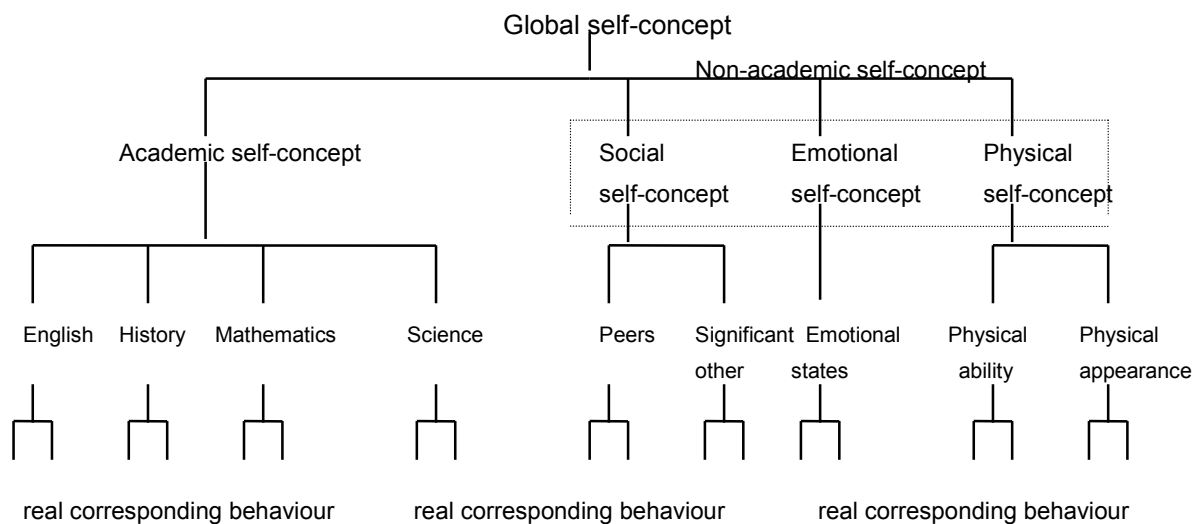 Global self-concept
Non-academic self-concept
Academic self-concept
Social
self-concept
Emotional
self-concept
Physical
self-concept
English
History
Mathematics
Science
Peers
Significant
other
Emotional
states
Physical
ability
Physical
appearance
real corresponding behaviour
real corresponding behaviour
real corresponding behaviour